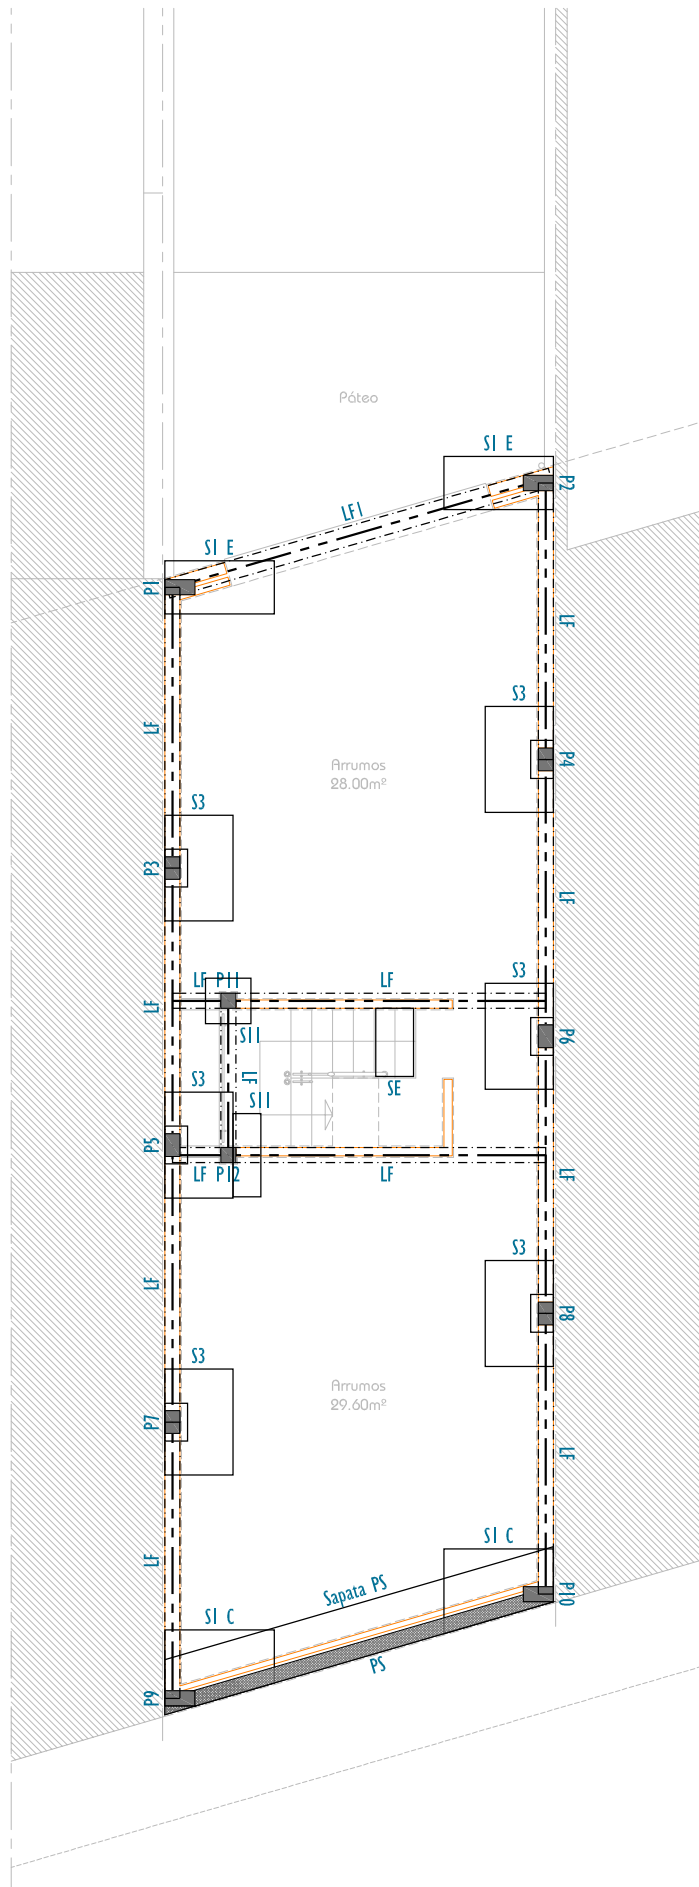 Páteo
S1 E
P2
LF1
S1 E
P1
LF
LF
S3
P4
Arrumos
28.00m²
S3
P3
LF
S3
LF P11
LF
LF
P6
S11
LF
S3
SE
S11
P5
LF P12
LF
LF
S3
LF
P8
Arrumos
29.60m²
S3
P7
LF
S1 C
LF
Sapata PS
P10
S1 C
PS
P9